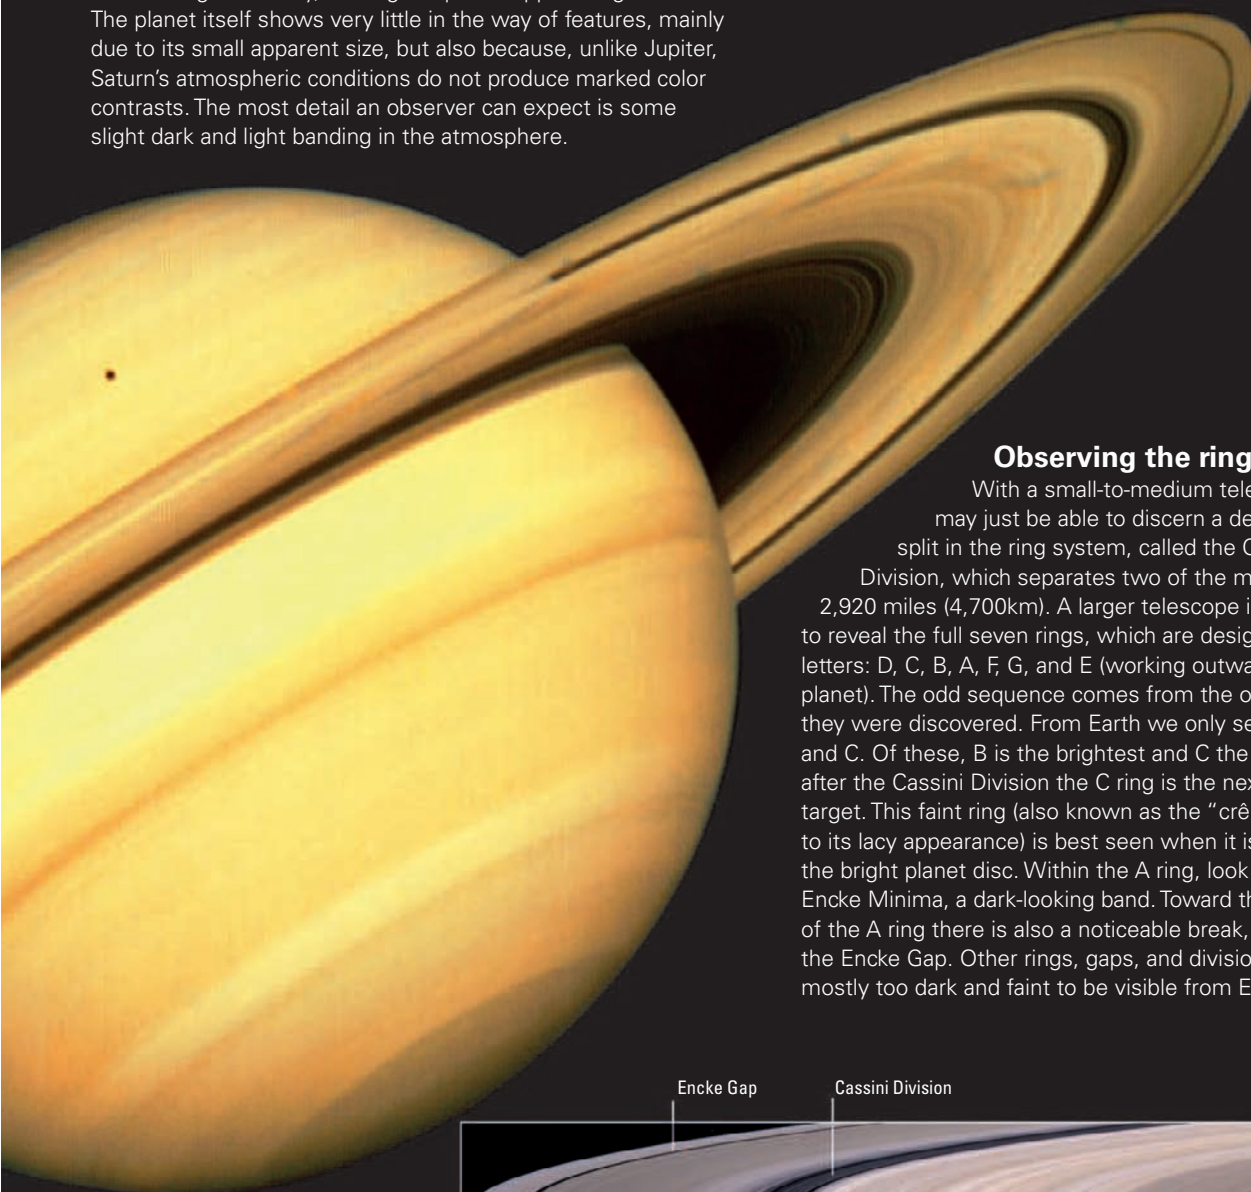 The planet itself shows very little in the way of features, mainly
due to its small apparent size, but also because, unlike Jupiter,
Saturn's atmospheric conditions do not produce marked color
contrasts. The most detail an observer can expect is some
slight dark and light banding in the atmosphere.
Observing the ring
With a small-to-medium tele
may just be able to discern a de
split in the ring system, called the C
Division, which separates two of the m
2,920 miles (4,700km). A larger telescope i
to reveal the full seven rings, which are desig
letters: D, C, B, A, F, G, and E (working outwa
planet). The odd sequence comes from the o
they were discovered. From Earth we only se
and C. Of these, B is the brightest and C the
after the Cassini Division the C ring is the nex
target. This faint ring (also known as the “crê
to its lacy appearance) is best seen when it is
the bright planet disc. Within the A ring, look
Encke Minima, a dark-looking band. Toward th
of the A ring there is also a noticeable break,
the Encke Gap. Other rings, gaps, and divisio
mostly too dark and faint to be visible from E
Encke Gap
Cassini Division